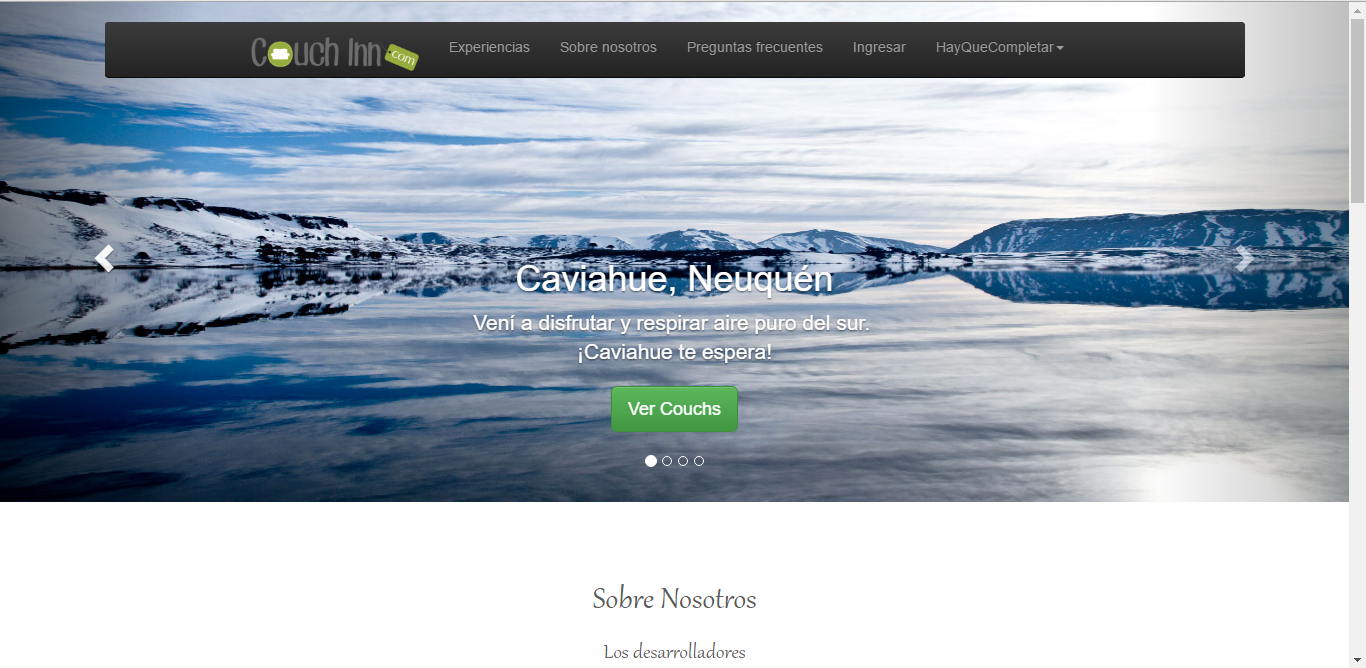 Couch Inn .com
Experiencias
Sobre nosotros
Preguntas frecuentes
Ingresar
HayQueCompletar
Caviahue, Neuquén
Vení a disfrutar y respirar aire puro del sur.
¡Caviahue te espera!
Ver Couchs
Sobre Nosotros
Los desarrolladores